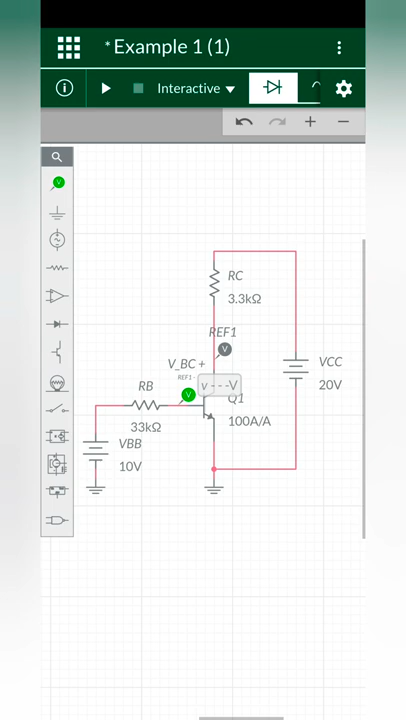 *Example 1 (1)
Interactive
RC
3.3kΩ
REF1
V
V_BC +
REF1 -
v - - - V
RB
V
Q1
VCC
20V
33kΩ
100A/A
VBB
10V